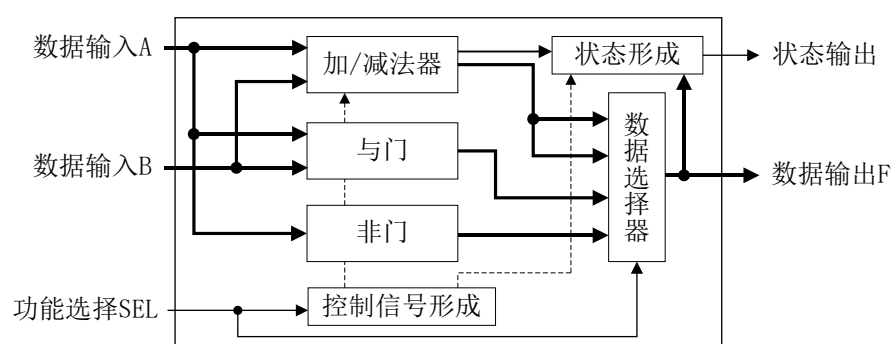 数据输入A
加/减法器
状态形成
状态输出
数据输入B
与门
数据选择器
数据输出F
非门
功能选择SEL
控制信号形成